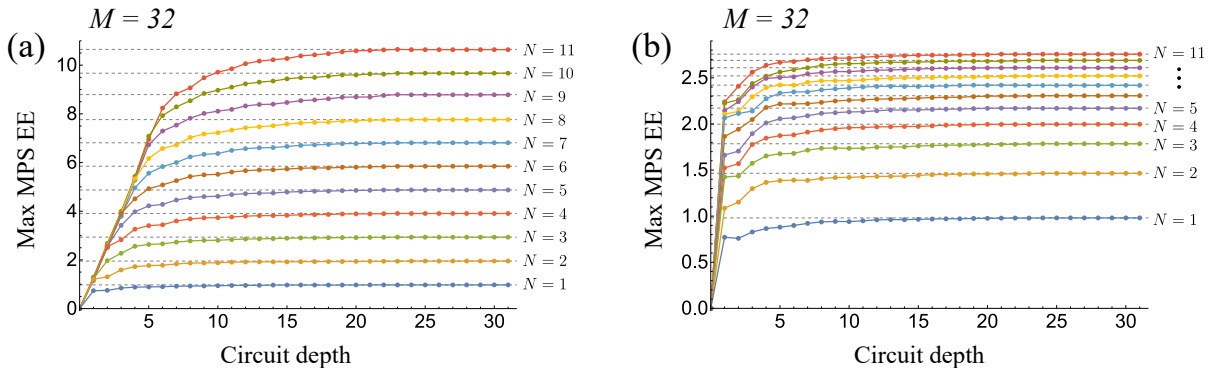 M = 32
(a)
Max MPS EE
10
8
6
4
2
0
5 10 15 20 25 30
Circuit depth
N = 11
N = 10
N = 9
N = 8
N = 7
N = 6
N = 5
N = 4
N = 3
N = 2
N = 1
M = 32
(b)
Max MPS EE
2.5
2.0
1.5
1.0
0.5
0.0
5 10 15 20 25 30
Circuit depth
N = 11
⋮
N = 5
N = 4
N = 3
N = 2
N = 1